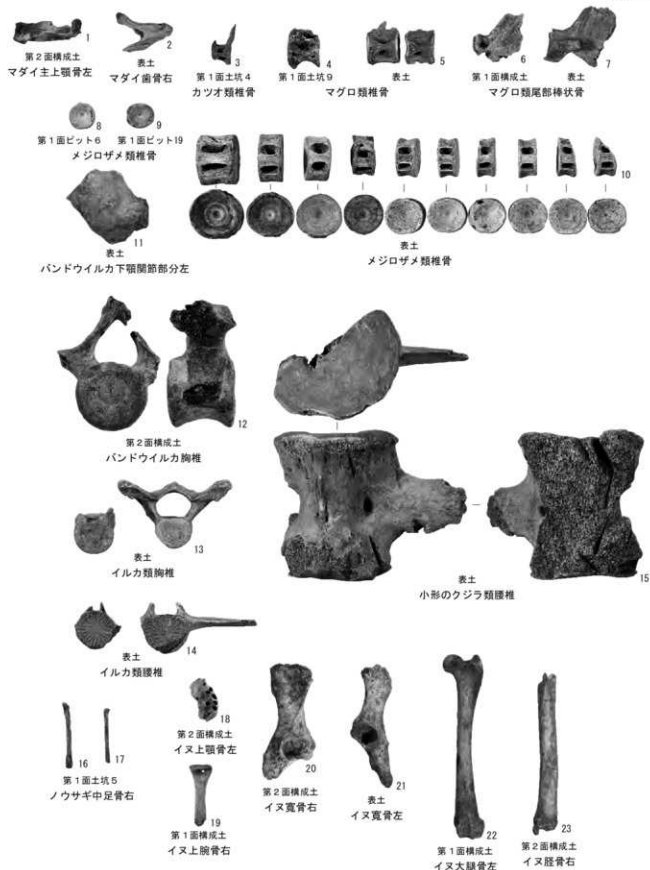 1
第2面構成土
マダイ主上顎骨左
2
表土
マダイ歯骨右
3
第1面土坑4
カツオ類椎骨
4
第1面土坑9
5
表土
マグロ類椎骨
6
第1面構成土
7
表土
マグロ類尾部棒状骨
8
第1面ピット6
9
第1面ピット19
メジロザメ類椎骨
10
表土
メジロザメ類椎骨
11
表土
バンドウイルカ下顎関節部分左
12
第2面構成土
バンドウイルカ胸椎
13
表土
イルカ類胸椎
14
表土
イルカ類腰椎
15
表土
小形のクジラ類腰椎
16
17
第1面土坑5
ノウサギ中足骨右
18
第2面構成土
イヌ上顎骨左
19
第1面構成土
イヌ上腕骨右
20
第2面構成土
イヌ寛骨右
21
表土
イヌ寛骨左
22
第1面構成土
イヌ大腿骨左
23
第2面構成土
イヌ脛骨右